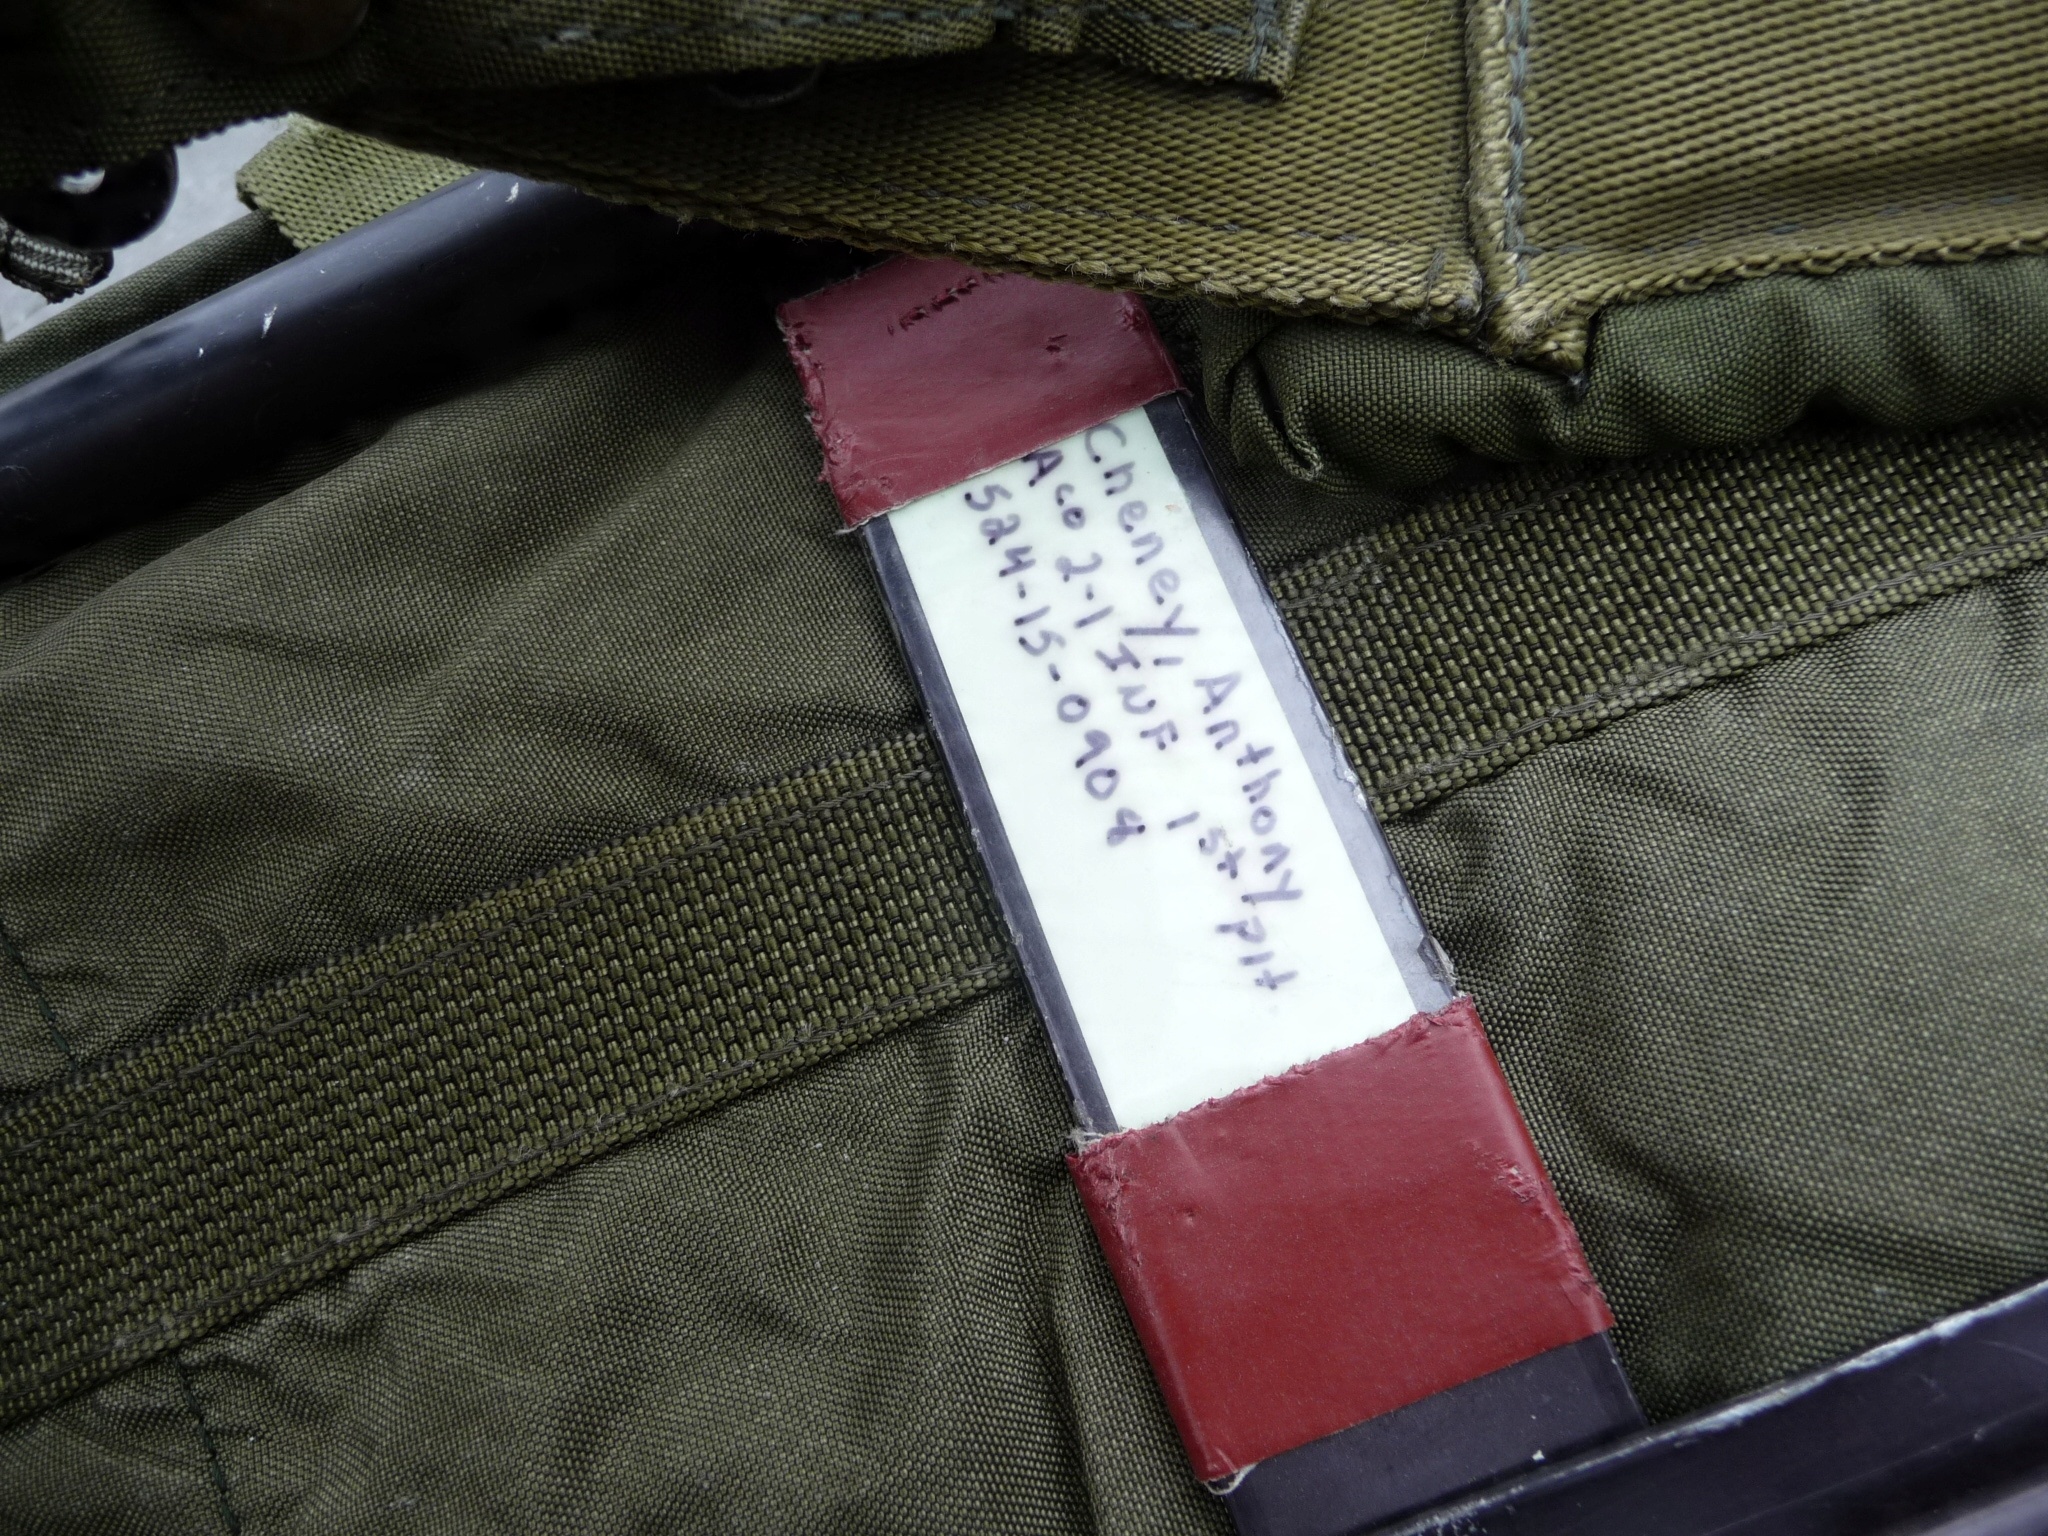 Cheney, Anthony
A co 2-1 INF 1st plt
524-15-0904